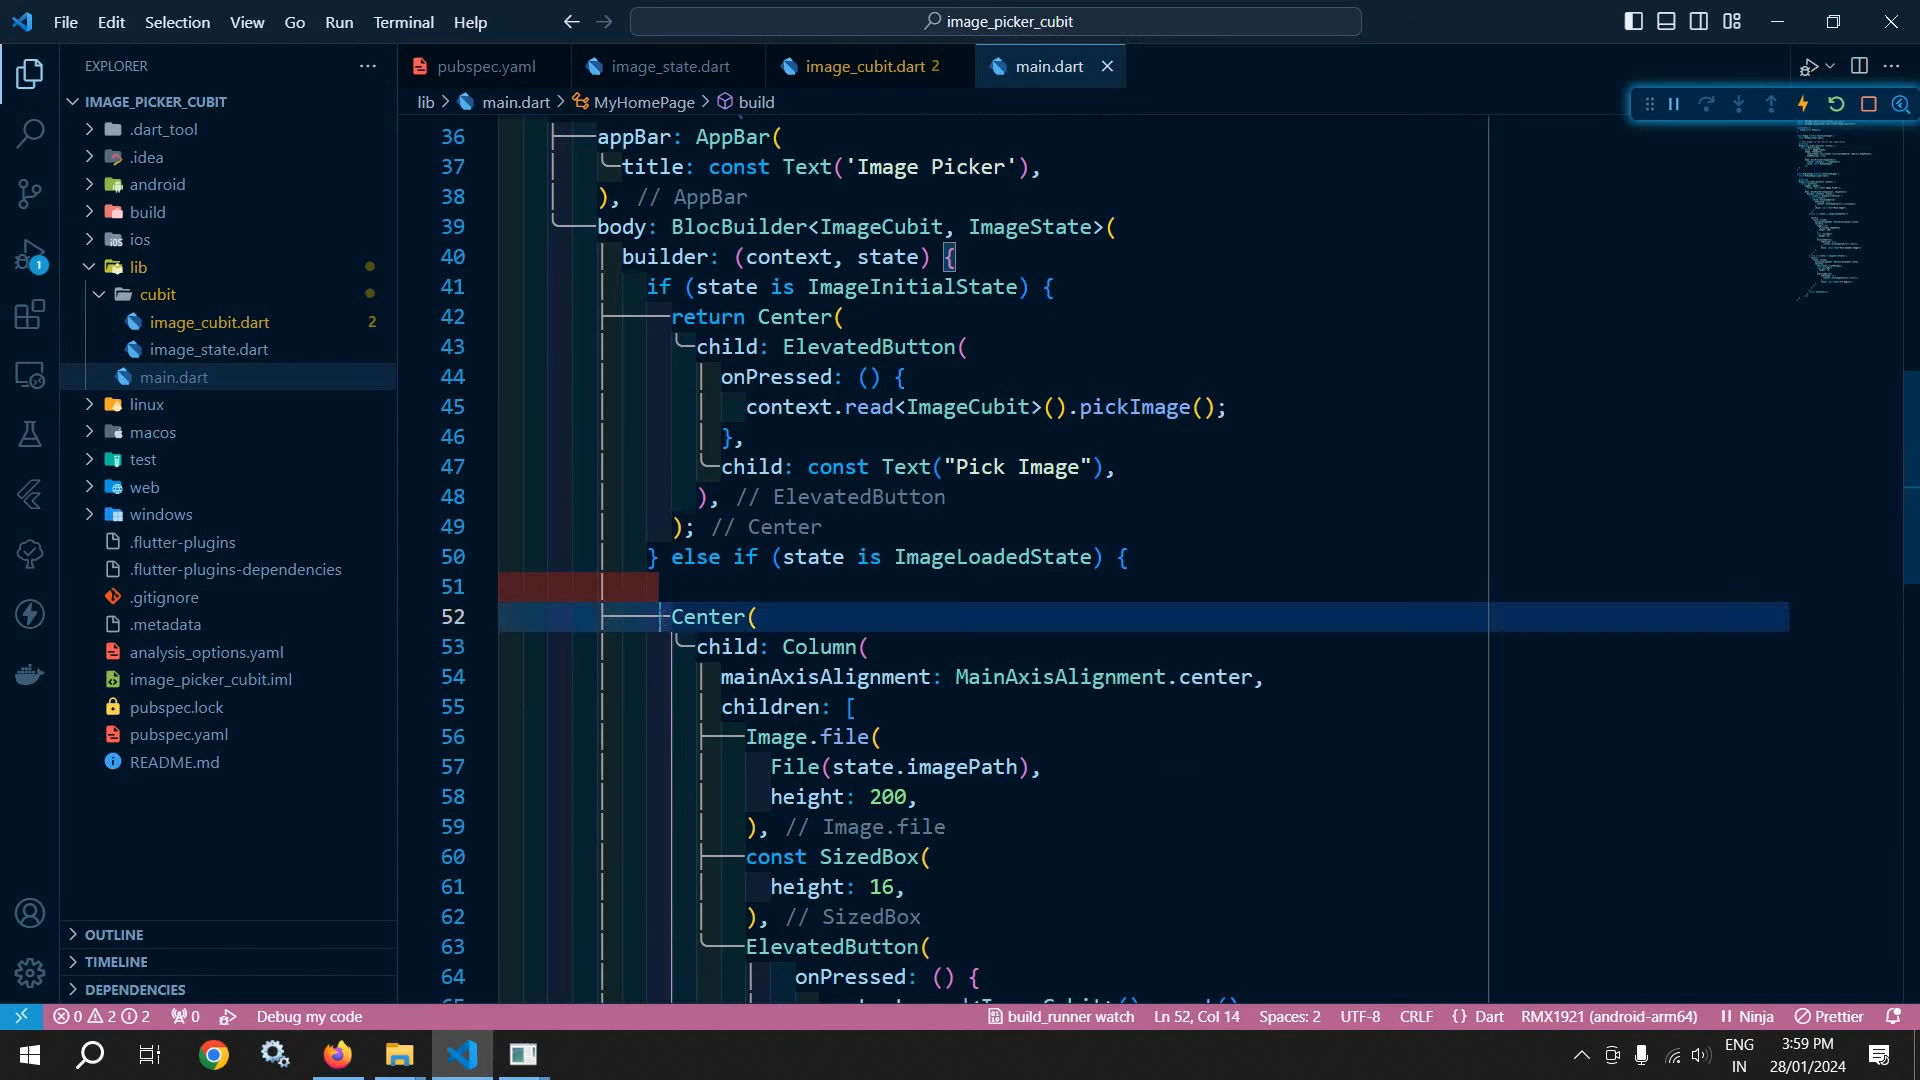 File Edit Selection View Go Run Terminal Help
image_picker_cubit
EXPLORER
IMAGE_PICKER_CUBIT
.dart_tool
.idea
android
build
ios
lib
cubit
image_cubit.dart 2
image_state.dart
main.dart
linux
macos
test
web
windows
.flutter-plugins
.flutter-plugins-dependencies
.gitignore
.metadata
analysis_options.yaml
image_picker_cubit.iml
pubspec.lock
pubspec.yaml
README.md
OUTLINE
TIMELINE
DEPENDENCIES
1
pubspec.yaml image_state.dart image_cubit.dart 2 main.dart
lib main.dart MyHomePage build
36 appBar: AppBar(
37 title: const Text('Image Picker'),
38 ), // AppBar
39 body: BlocBuilder<ImageCubit, ImageState>(
40 builder: (context, state) {
41 if (state is ImageInitialState) {
42 return Center(
43 child: ElevatedButton(
44 onPressed: () {
45 context.read<ImageCubit>().pickImage();
46 },
47 child: const Text("Pick Image"),
48 ), // ElevatedButton
49 ); // Center
50 } else if (state is ImageLoadedState) {
51
52 Center(
53 child: Column(
54 mainAxisAlignment: MainAxisAlignment.center,
55 children: [
56 Image.file(
57 File(state.imagePath),
58 height: 200,
59 ), // Image.file
60 const SizedBox(
61 height: 16,
62 ), // SizedBox
63 ElevatedButton(
64 onPressed: () {
0 2 2 0 Debug my code build_runner watch Ln 52, Col 14 Spaces: 2 UTF-8 CRLF {} Dart RMX1921 (android-arm64) Ninja Prettier
ENG
IN
3:59 PM
28/01/2024